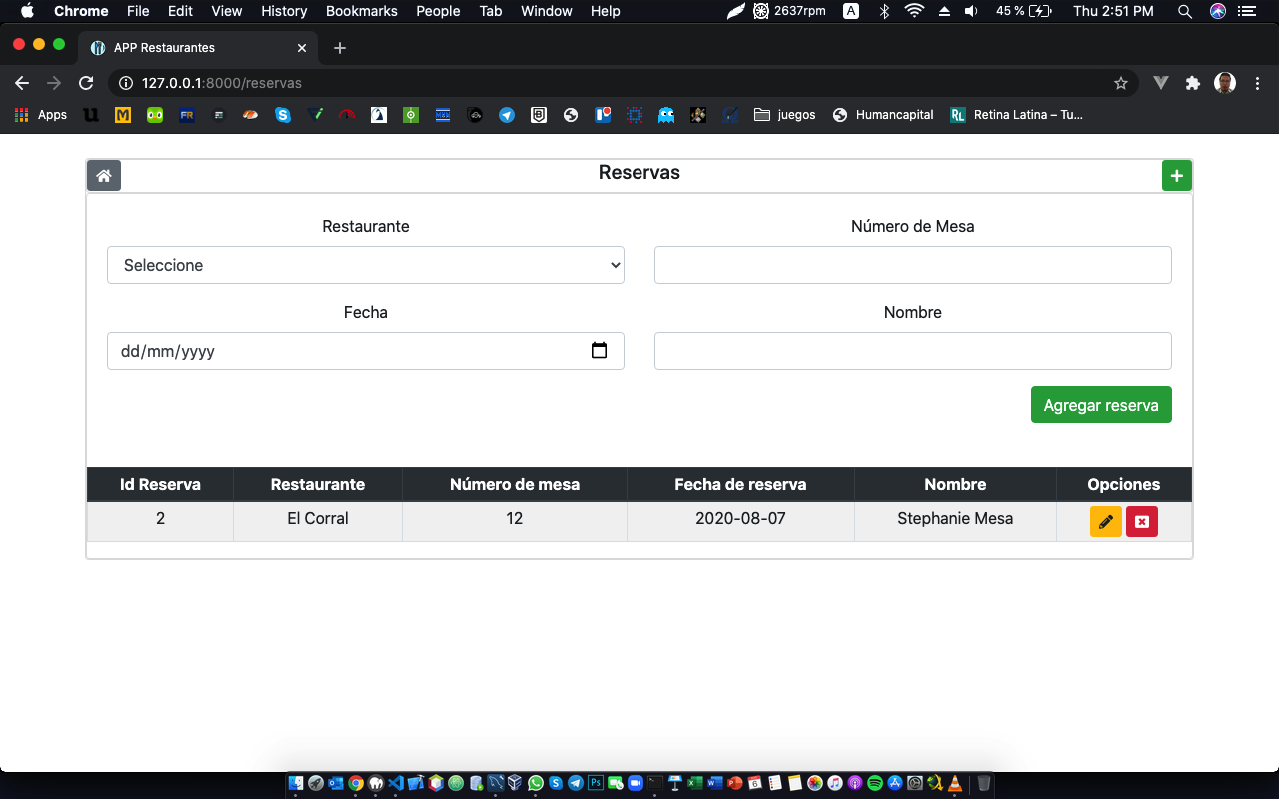 Chrome File Edit View History Bookmarks People Tab Window Help 2637rpm A 45 % Thu 2:51 PM
APP Restaurantes
127.0.0.1:8000/reservas
Apps juegos Humancapital Retina Latina – Tu...
Reservas
Restaurante Número de Mesa
Seleccione
Fecha Nombre
dd/mm/yyyy
Agregar reserva
Id Reserva Restaurante Número de mesa Fecha de reserva Nombre Opciones
2 El Corral 12 2020-08-07 Stephanie Mesa